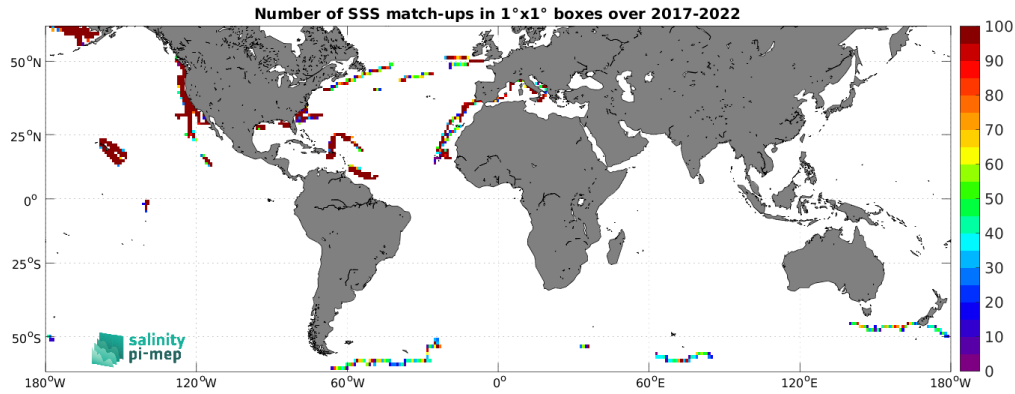 Number of SSS match-ups in 1°x1° boxes over 2017-2022
50°N
25°N
0°
25°S
50°S
180°W
120°W
60°W
0°
60°E
120°E
180°W
100
90
80
70
60
50
40
30
20
10
0
salinity
pi-mep